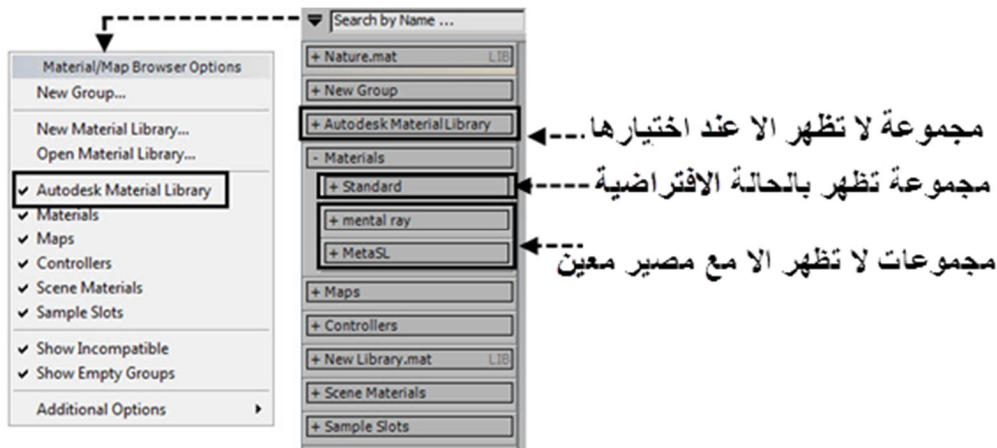 Material/Map Browser Options
New Group...
New Material Library...
Open Material Library...
Autodesk Material Library
Materials
Maps
Controllers
Scene Materials
Sample Slots
Show Incompatible
Show Empty Groups
Additional Options
Search by Name ...
+ Nature.mat LIB
+ New Group
+ Autodesk Material Library
- Materials
+ Standard
+ mental ray
+ MetaSL
+ Maps
+ Controllers
+ New Library.mat LIB
+ Scene Materials
+ Sample Slots
مجموعة لا تظهر الا عند اختيارها
مجموعة تظهر بالحالة الافتراضية
مجموعات لا تظهر الا مع مصير معين